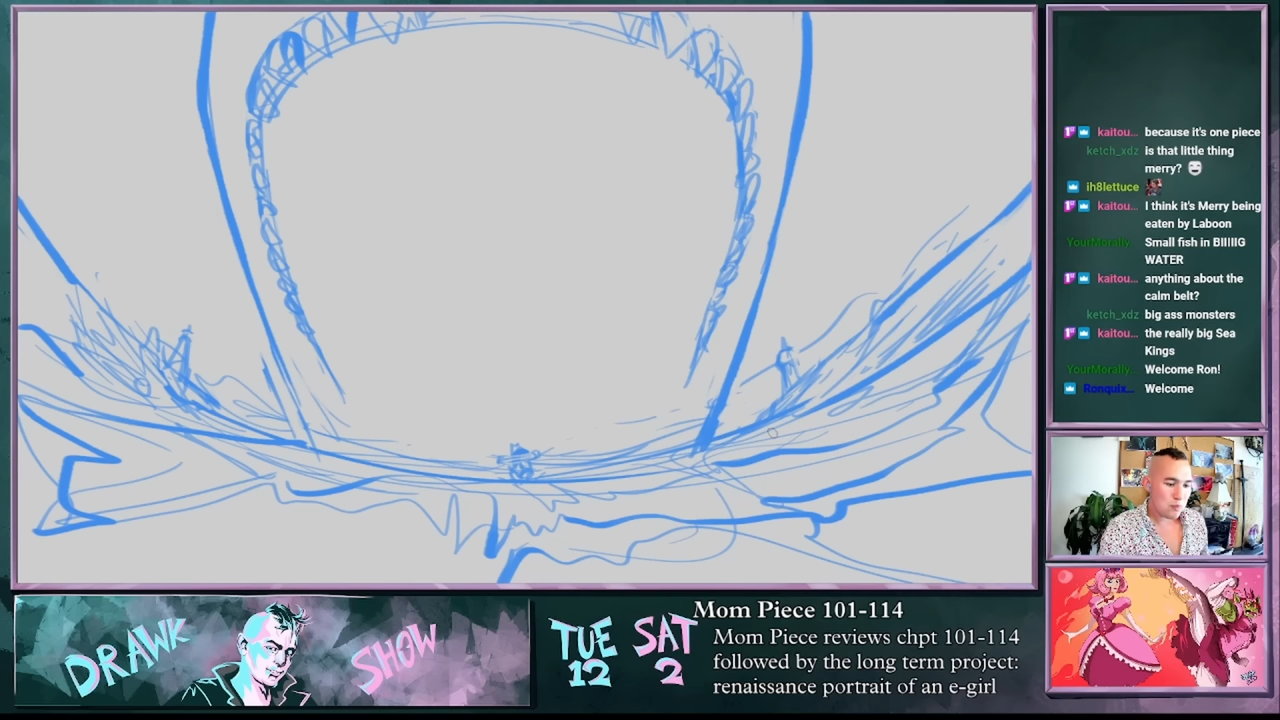 kaitou... because it's one piece
ketch_xdz is that little thing
merry?
ih8lettuce
kaitou... I think it's Merry being
eaten by Laboon
YourMorally... Small fish in BIIIIG
WATER
kaitou... anything about the
calm belt?
ketch_xdz big ass monsters
kaitou... the really big Sea
Kings
YourMorally... Welcome Ron!
Ronquix... Welcome
DRAWK
SHOW
TUE
12
SAT
2
Mom Piece 101-114
Mom Piece reviews chpt 101-114
followed by the long term project:
renaissance portrait of an e-girl